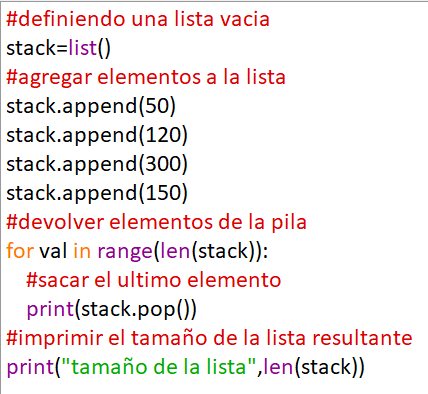 #definiendo una lista vacia
stack=list()
#agregar elementos a la lista
stack.append(50)
stack.append(120)
stack.append(300)
stack.append(150)
#devolver elementos de la pila
for val in range(len(stack)):
    #sacar el ultimo elemento
    print(stack.pop())
#imprimir el tamaño de la lista resultante
print("tamaño de la lista",len(stack))